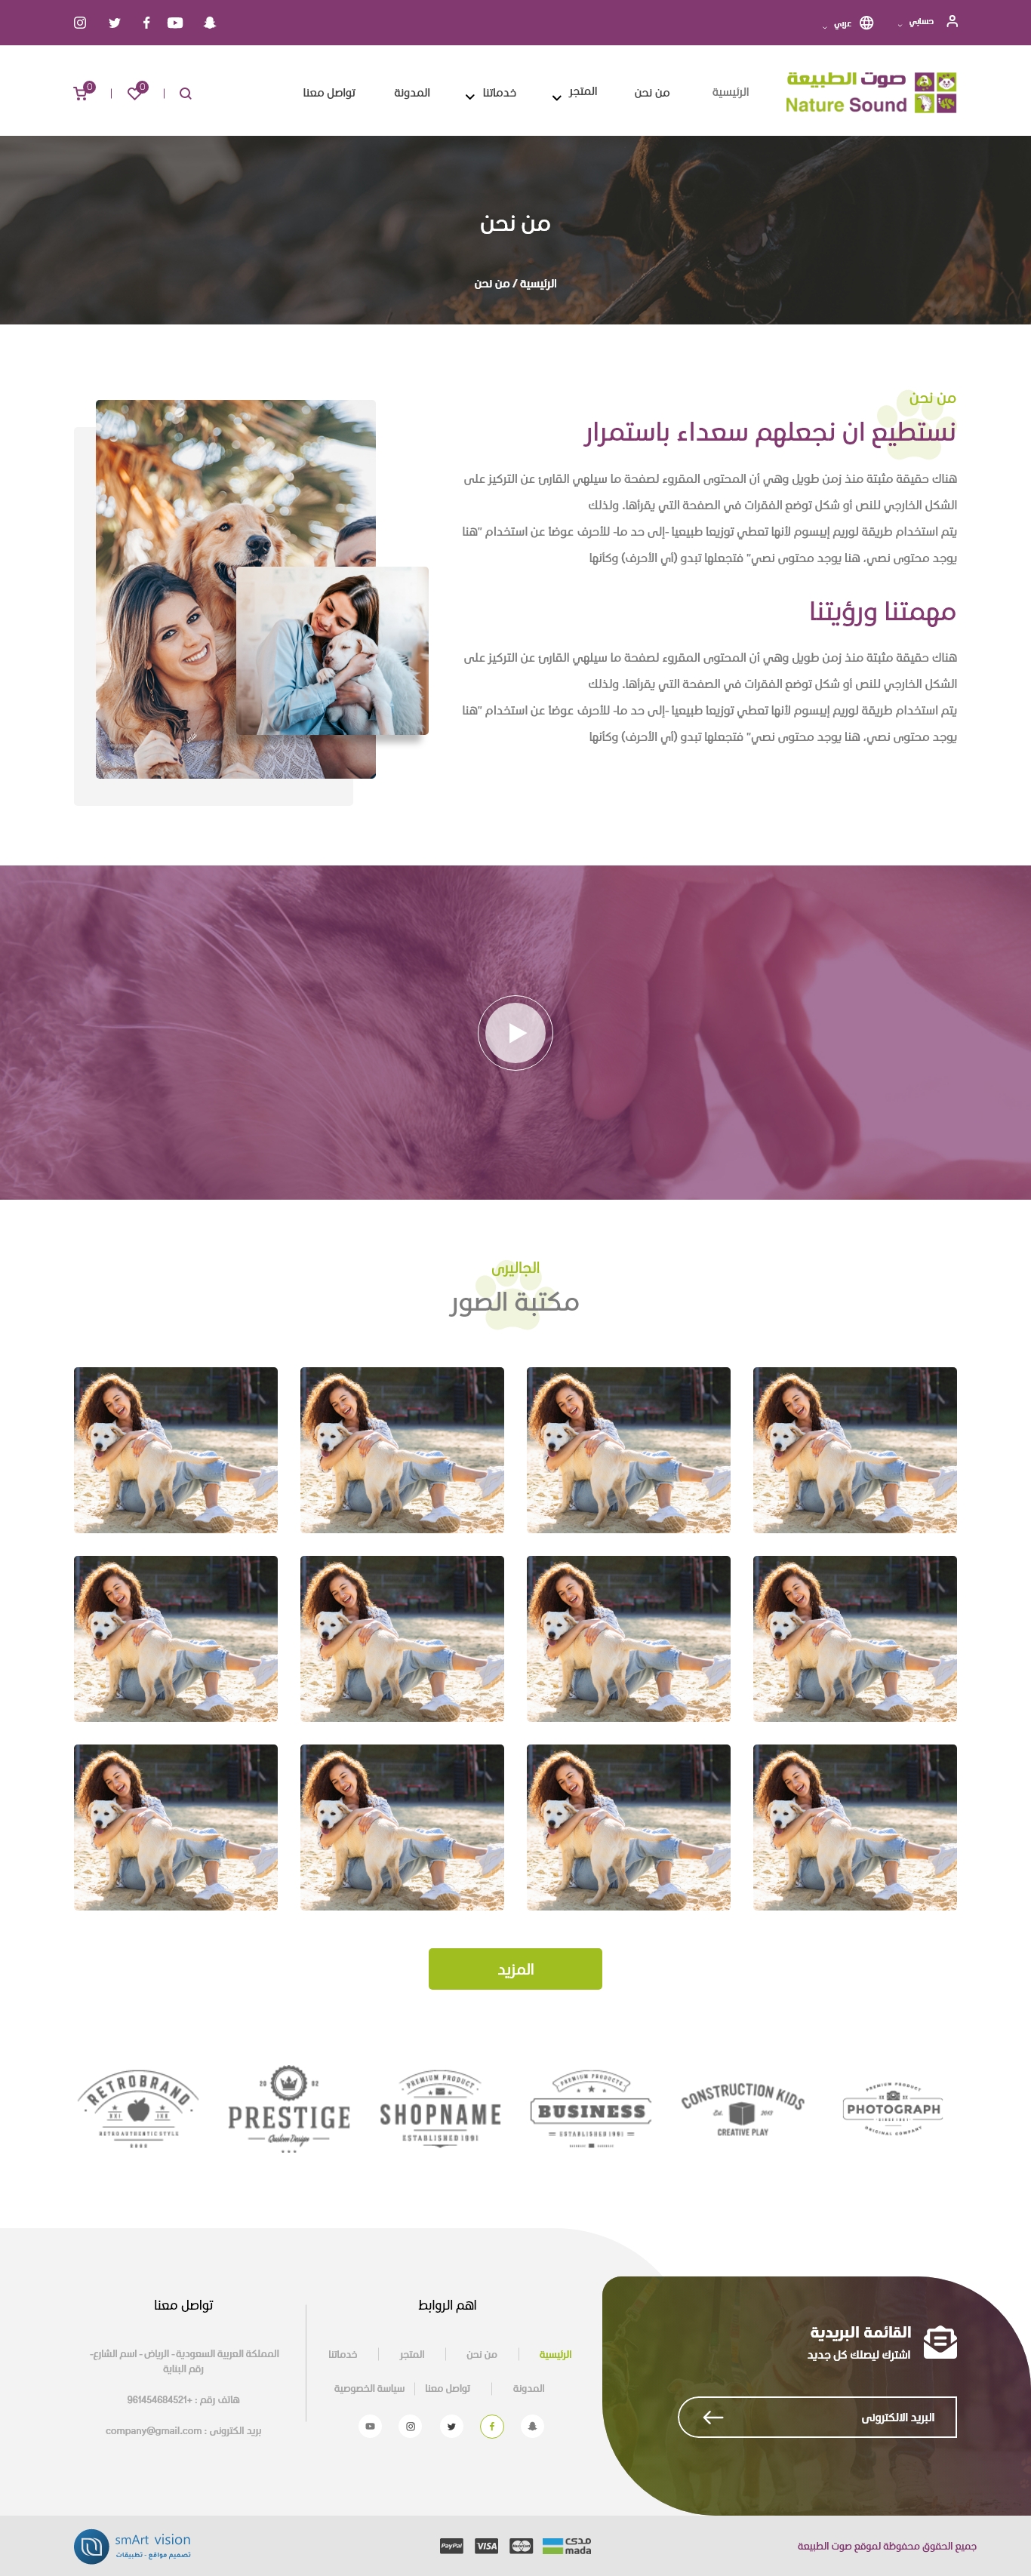 حسابي
عربي
صوت الطبيعة
Nature Sound
الرئيسية
من نحن
المتجر
خدماتنا
المدونة
تواصل معنا
0
0
من نحن
الرئيسية / من نحن
من نحن
نستطيع ان نجعلهم سعداء باستمرار
هناك حقيقة مثبتة منذ زمن طويل وهي أن المحتوى المقروء لصفحة ما سيلهي القارئ عن التركيز على
الشكل الخارجي للنص أو شكل توضع الفقرات في الصفحة التي يقرأها. ولذلك
يتم استخدام طريقة لوريم إيبسوم لأنها تعطي توزيعا طبيعيا -إلى حد ما- للأحرف عوضا عن استخدام "هنا
يوجد محتوى نصي، هنا يوجد محتوى نصي" فتجعلها تبدو (أي الأحرف) وكأنها
مهمتنا ورؤيتنا
هناك حقيقة مثبتة منذ زمن طويل وهي أن المحتوى المقروء لصفحة ما سيلهي القارئ عن التركيز على
الشكل الخارجي للنص أو شكل توضع الفقرات في الصفحة التي يقرأها. ولذلك
يتم استخدام طريقة لوريم إيبسوم لأنها تعطي توزيعا طبيعيا -إلى حد ما- للأحرف عوضا عن استخدام "هنا
يوجد محتوى نصي، هنا يوجد محتوى نصي" فتجعلها تبدو (أي الأحرف) وكأنها
الجاليرى
مكتبة الصور
المزيد
PREMIUM PRODUCT
PHOTOGRAPH
SINCE 1981
ORIGINAL COMPANY
CONSTRUCTION KIDS
Est. 2013
CREATIVE PLAY
PREMIUM PRODUCTS
BUSINESS
ESTABLISHED 1991
PREMIUM PRODUCT
SHOPNAME
ESTABLISHED 1991
20 92
PRESTIGE
Custom Design
RETROBRAND
RETRO AUTHENTIC STYLE
القائمة البريدية
اشترك ليصلك كل جديد
البريد الالكترونى
اهم الروابط
الرئيسية
من نحن
المتجر
خدماتنا
المدونة
تواصل معنا
سياسة الخصوصية
تواصل معنا
المملكة العربية السعودية - الرياض - اسم الشارع-
رقم البناية
هاتف رقم : +961454684521
بريد الكترونى : company@gmail.com
جميع الحقوق محفوظة لموقع صوت الطبيعة
مدى
mada
VISA
PayPal
smArt vision
تصميم مواقع - تطبيقات